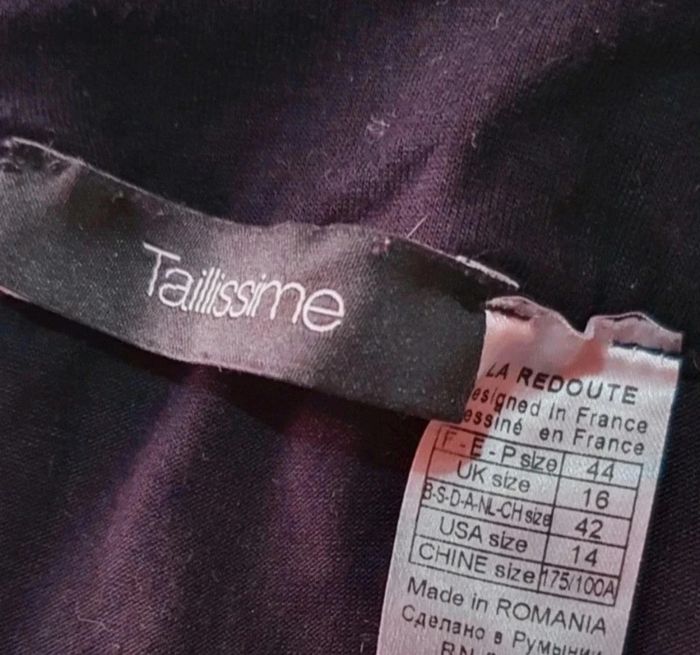 Taillissime
LA REDOUTE
esigned In France
essiné en France
F - E - P size 44
UK size 16
B-S-D-A-NL-CH size 42
USA size 14
CHINE size 175/100A
Made in ROMANIA
Сделано в Румынии